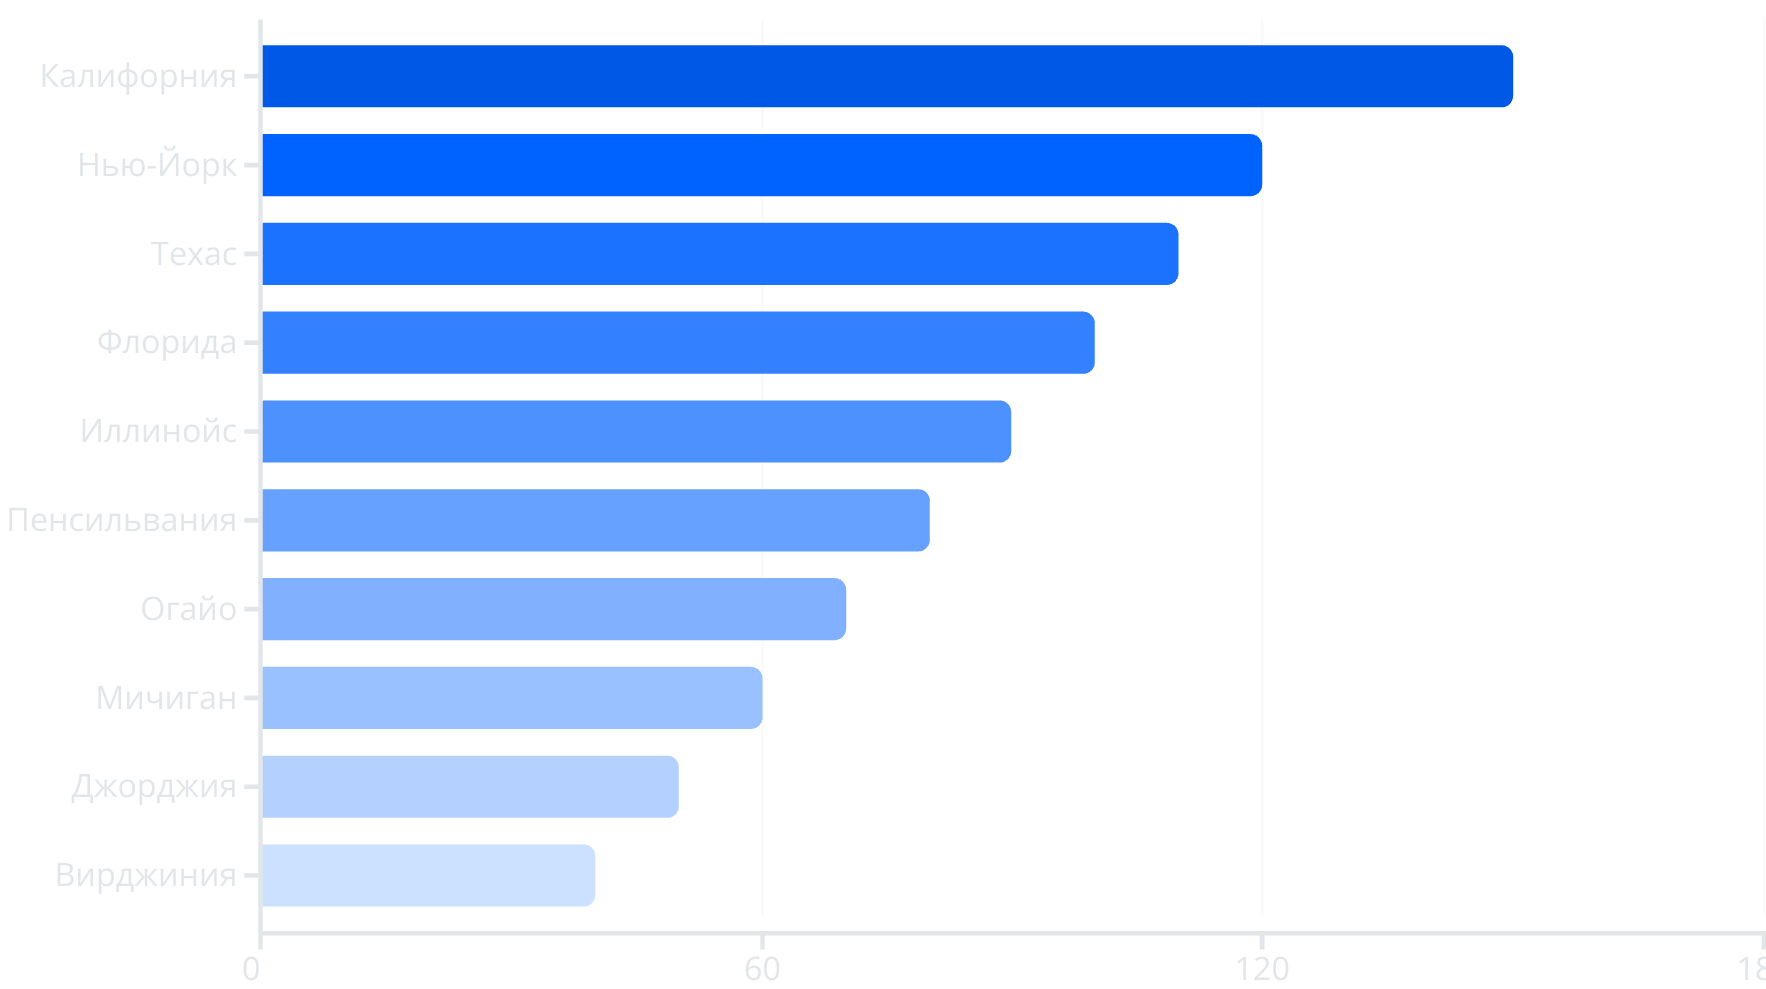 Калифорния
Нью-Йорк
Техас
Флорида
Иллинойс
Пенсильвания
Огайо
Мичиган
Джорджия
Вирджиния
0 60 120